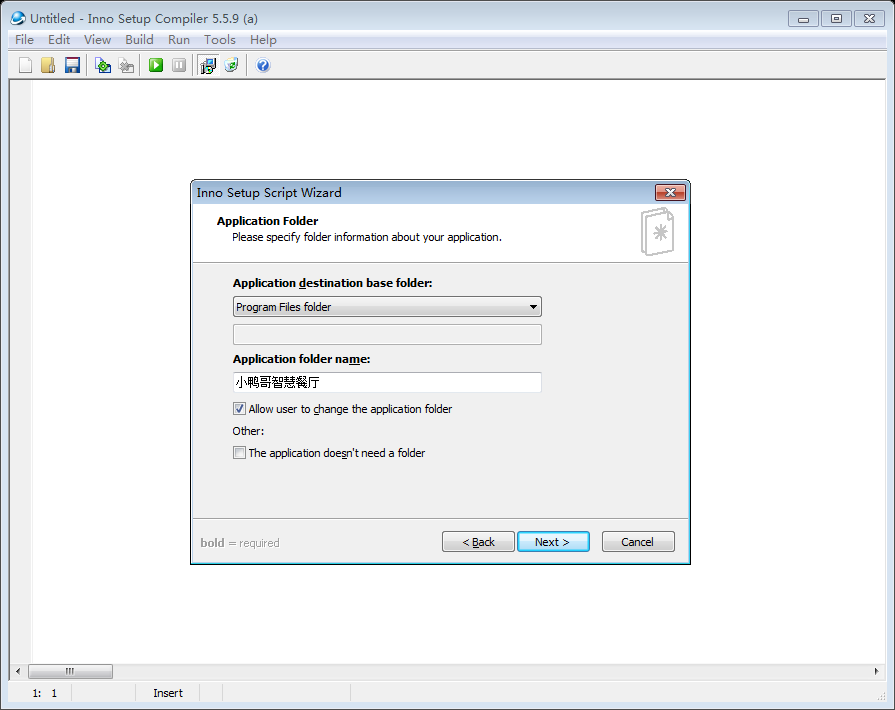 Untitled - Inno Setup Compiler 5.5.9 (a)
File Edit View Build Run Tools Help
Inno Setup Script Wizard
Application Folder
Please specify folder information about your application.
Application destination base folder:
Program Files folder
Application folder name:
小鸭哥智慧餐厅
Allow user to change the application folder
Other:
The application doesn't need a folder
bold = required
< Back Next > Cancel
1: 1 Insert